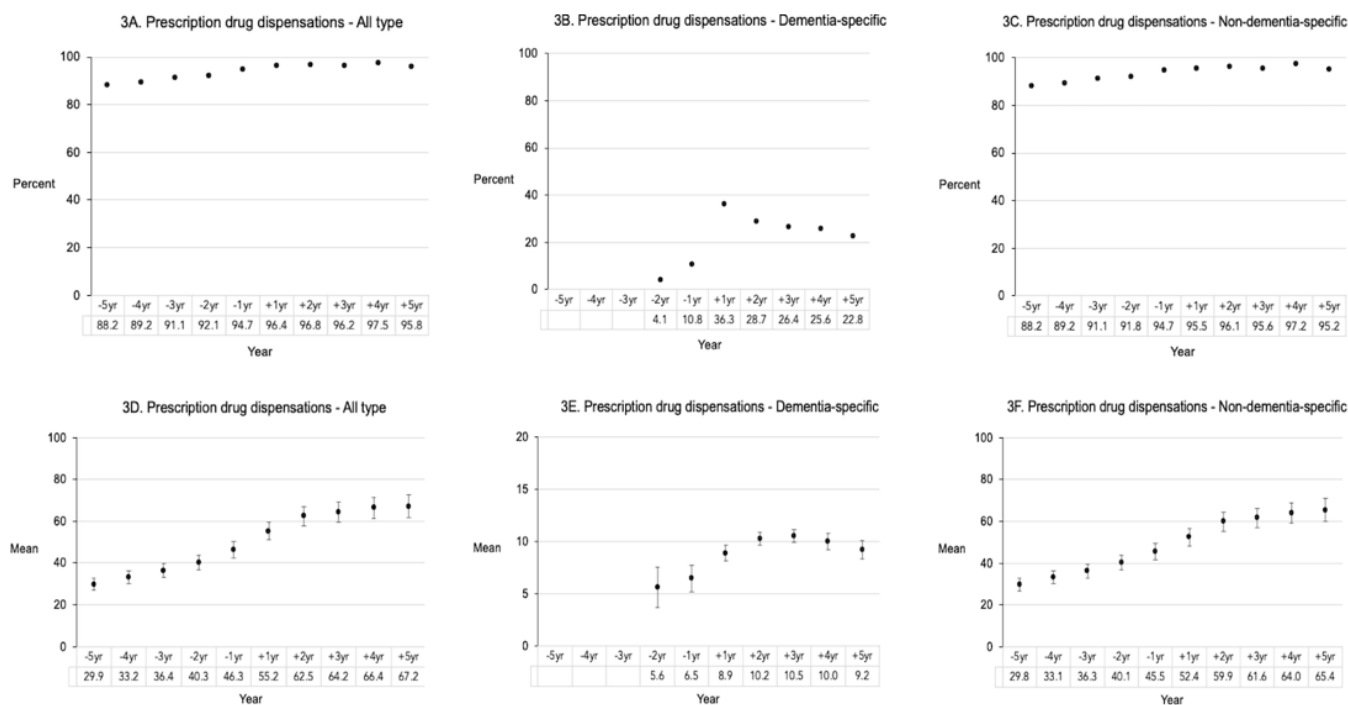 3A. Prescription drug dispensations - All type
100
80
60
Percent
40
20
0
-5yr -4yr -3yr -2yr -1yr +1yr +2yr +3yr +4yr +5yr
88.2 89.2 91.1 92.1 94.7 96.4 96.8 96.2 97.5 95.8
Year
3B. Prescription drug dispensations - Dementia-specific
100
80
60
Percent
40
20
0
-5yr -4yr -3yr -2yr -1yr +1yr +2yr +3yr +4yr +5yr
4.1 10.8 36.3 28.7 26.4 25.6 22.8
Year
3C. Prescription drug dispensations - Non-dementia-specific
100
80
60
Percent
40
20
0
-5yr -4yr -3yr -2yr -1yr +1yr +2yr +3yr +4yr +5yr
88.2 89.2 91.1 91.8 94.7 95.5 96.1 95.6 97.2 95.2
Year
3D. Prescription drug dispensations - All type
100
80
60
Mean
40
20
0
-5yr -4yr -3yr -2yr -1yr +1yr +2yr +3yr +4yr +5yr
29.9 33.2 36.4 40.3 46.3 55.2 62.5 64.2 66.4 67.2
Year
3E. Prescription drug dispensations - Dementia-specific
20
15
10
Mean
5
0
-5yr -4yr -3yr -2yr -1yr +1yr +2yr +3yr +4yr +5yr
5.6 6.5 8.9 10.2 10.5 10.0 9.2
Year
3F. Prescription drug dispensations - Non-dementia-specific
100
80
60
Mean
40
20
0
-5yr -4yr -3yr -2yr -1yr +1yr +2yr +3yr +4yr +5yr
29.8 33.1 36.3 40.1 45.5 52.4 59.9 61.6 64.0 65.4
Year